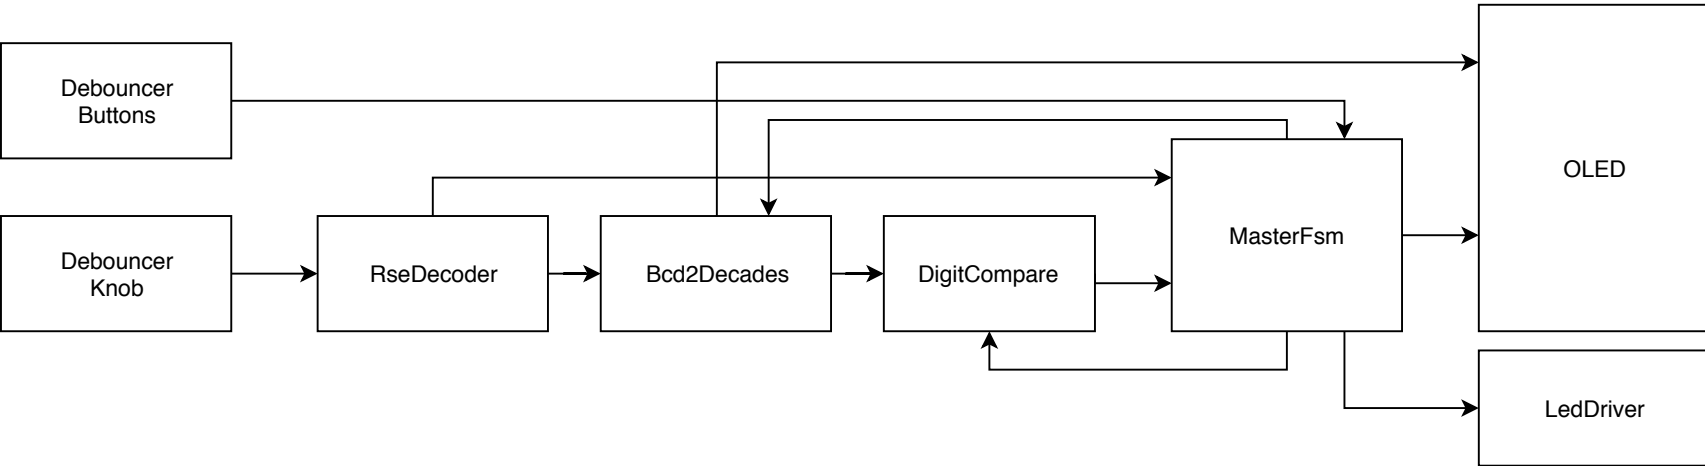 Debouncer
Buttons
OLED
Debouncer
Knob
RseDecoder
Bcd2Decades
DigitCompare
MasterFsm
LedDriver